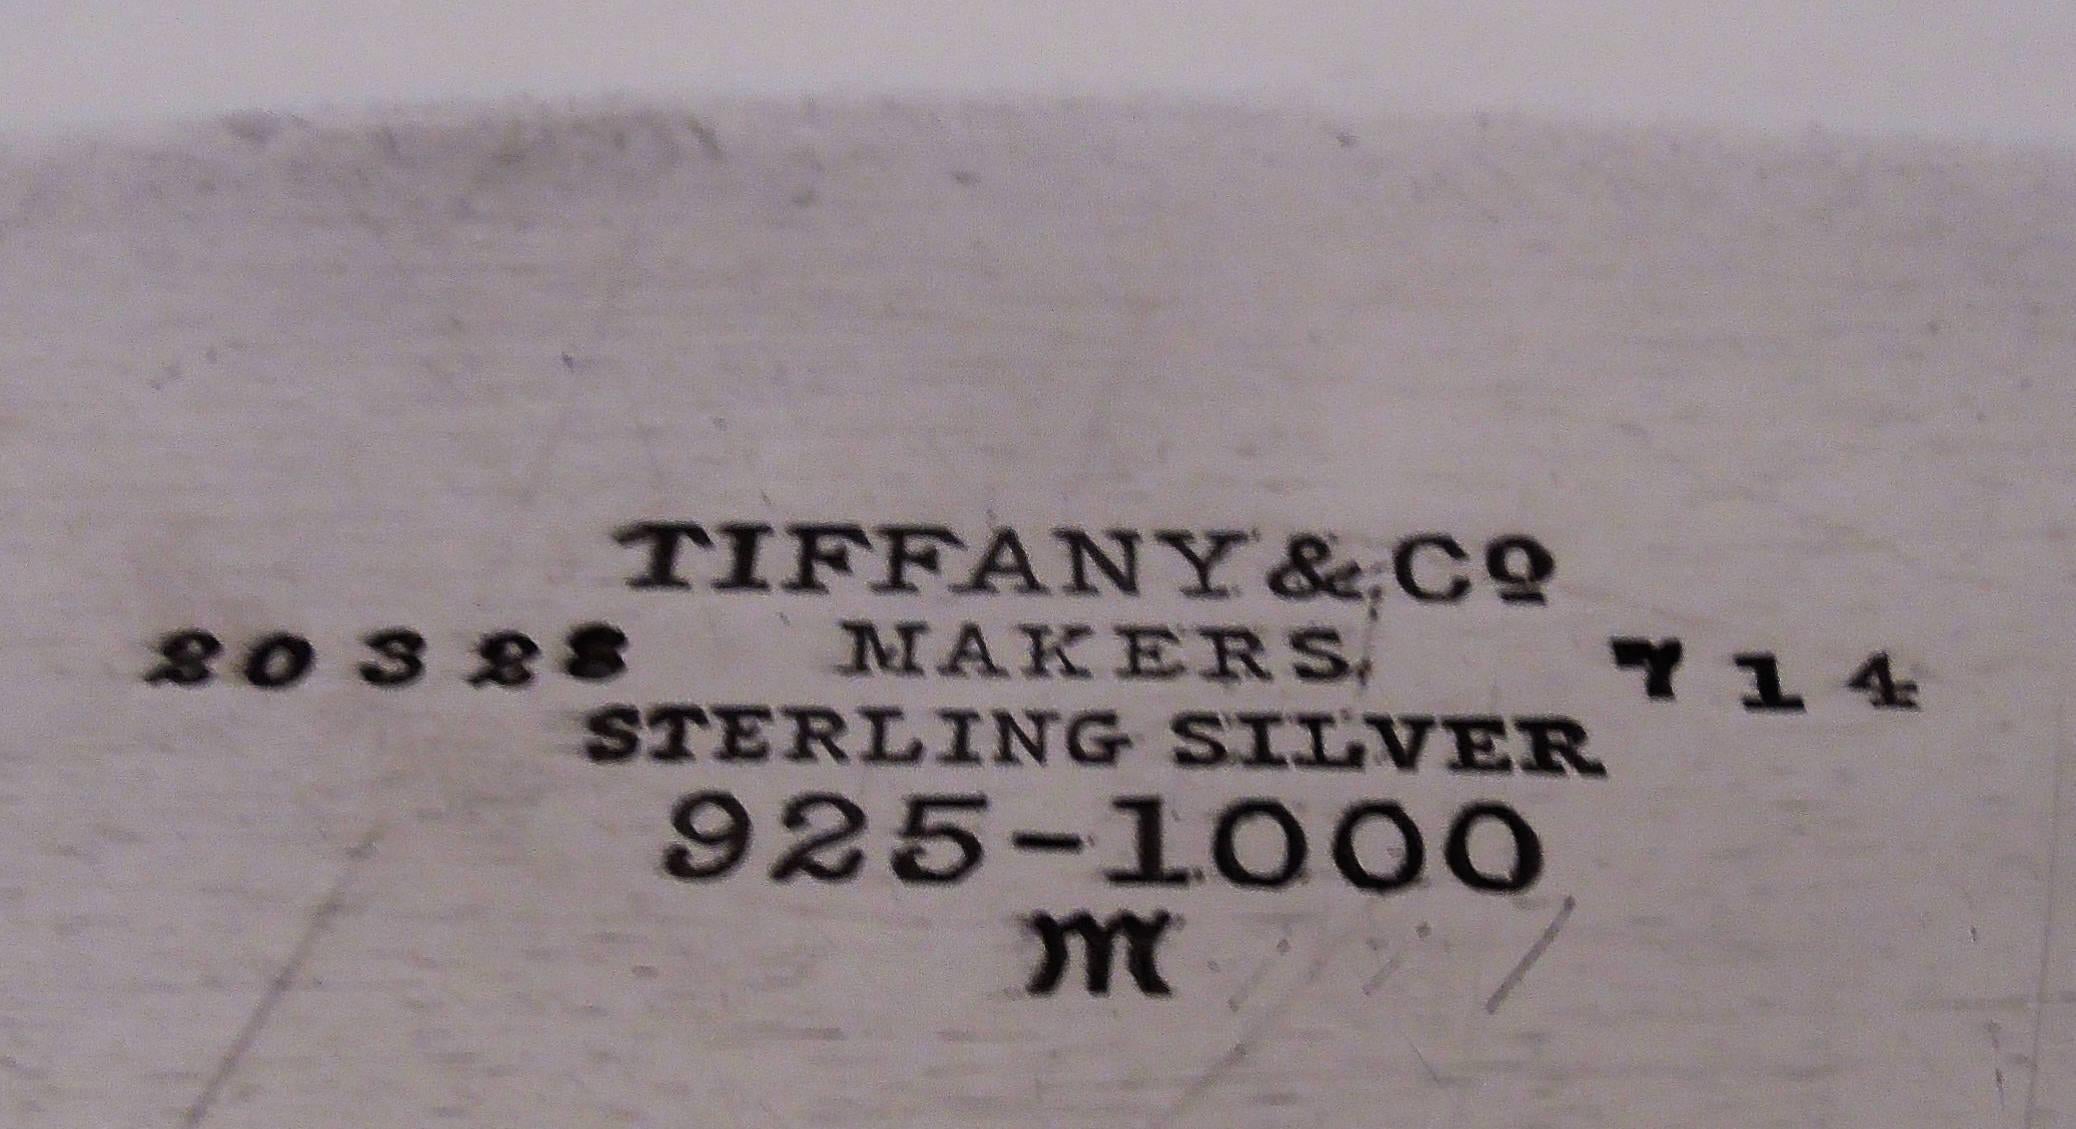 TIFFANY & Cº
20328 MAKERS 714
STERLING SILVER
925-1000
M